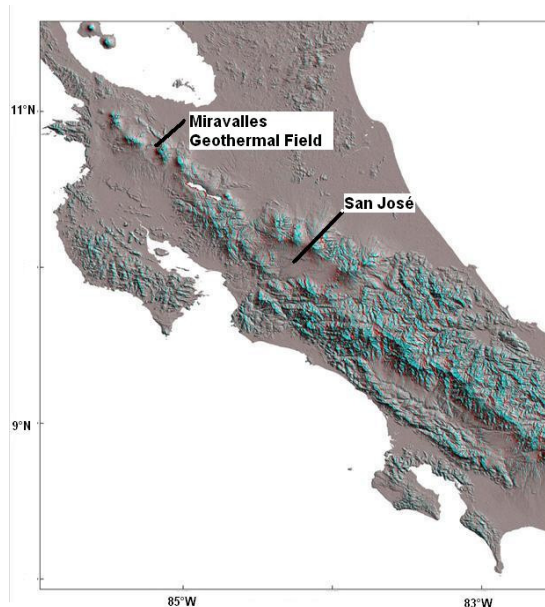 11°N
Miravalles
Geothermal Field
San José
9°N
85°W
83°W